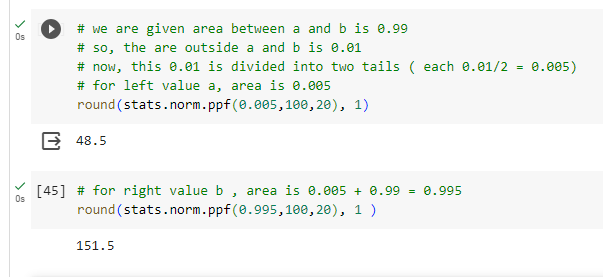 # we are given area between a and b is 0.99
0s
# so, the are outside a and b is 0.01
# now, this 0.01 is divided into two tails ( each 0.01/2 = 0.005)
# for left value a, area is 0.005
round(stats.norm.ppf(0.005,100,20), 1)
48.5
[45] # for right value b , area is 0.005 + 0.99 = 0.995
0s
round(stats.norm.ppf(0.995,100,20), 1 )
151.5